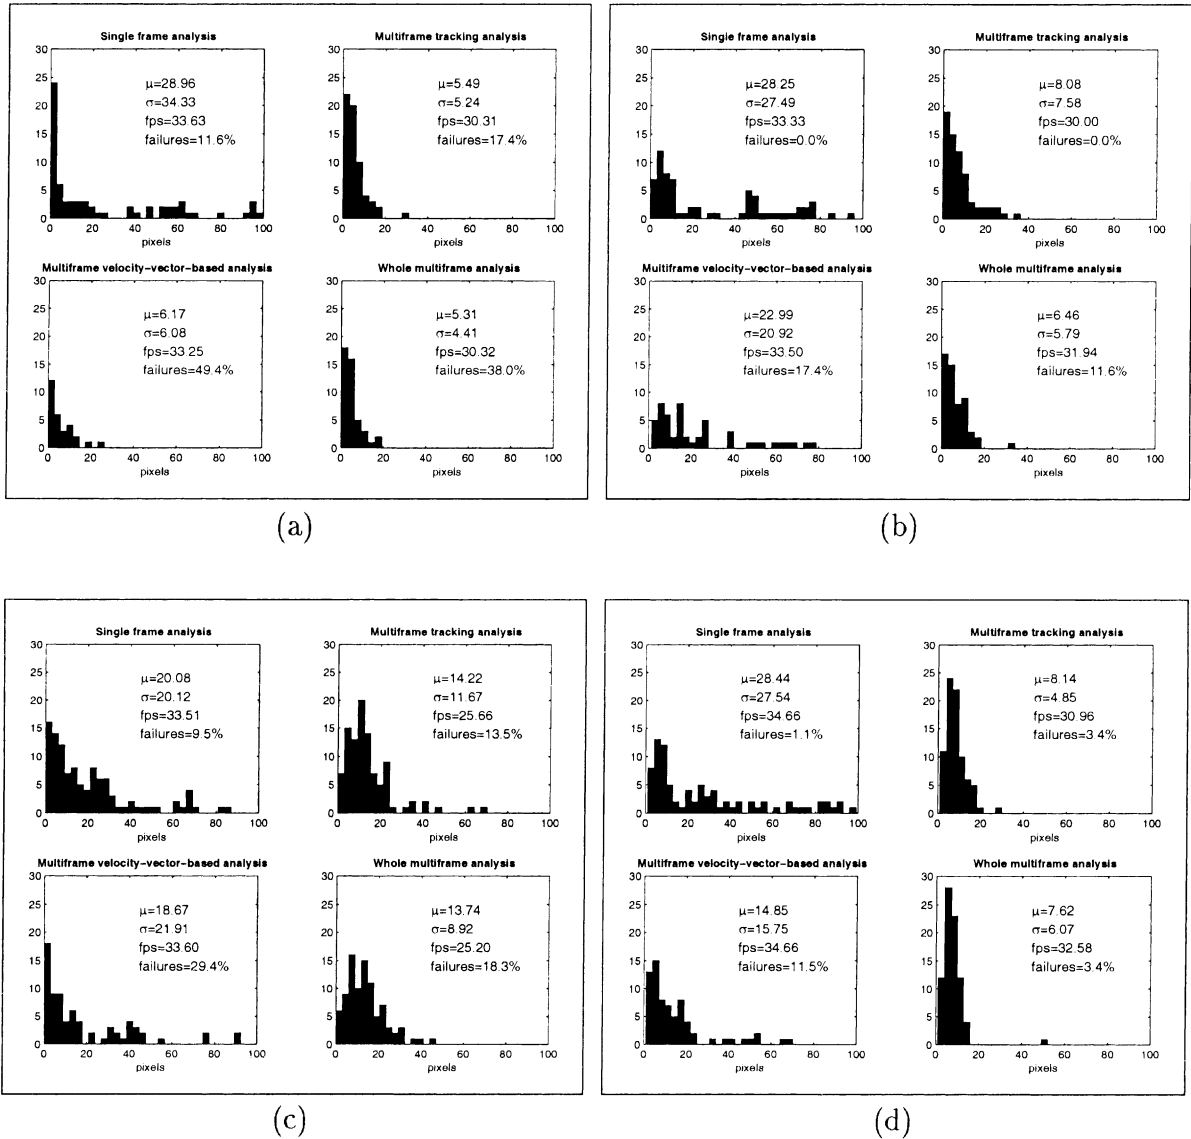 Single frame analysis
30
25
20
15
10
5
0
μ=28.96
σ=34.33
fps=33.63
failures=11.6%
0 20 40 60 80 100
pixels
Multiframe tracking analysis
30
25
20
15
10
5
0
μ=5.49
σ=5.24
fps=30.31
failures=17.4%
0 20 40 60 80 100
pixels
Multiframe velocity-vector-based analysis
30
25
20
15
10
5
0
μ=6.17
σ=6.08
fps=33.25
failures=49.4%
0 20 40 60 80 100
pixels
Whole multiframe analysis
30
25
20
15
10
5
0
μ=5.31
σ=4.41
fps=30.32
failures=38.0%
0 20 40 60 80 100
pixels
(a)
Single frame analysis
30
25
20
15
10
5
0
μ=28.25
σ=27.49
fps=33.33
failures=0.0%
0 20 40 60 80 100
pixels
Multiframe tracking analysis
30
25
20
15
10
5
0
μ=8.08
σ=7.58
fps=30.00
failures=0.0%
0 20 40 60 80 100
pixels
Multiframe velocity-vector-based analysis
30
25
20
15
10
5
0
μ=22.99
σ=20.92
fps=33.50
failures=17.4%
0 20 40 60 80 100
pixels
Whole multiframe analysis
30
25
20
15
10
5
0
μ=6.46
σ=5.79
fps=31.94
failures=11.6%
0 20 40 60 80 100
pixels
(b)
Single frame analysis
30
25
20
15
10
5
0
μ=20.08
σ=20.12
fps=33.51
failures=9.5%
0 20 40 60 80 100
pixels
Multiframe tracking analysis
30
25
20
15
10
5
0
μ=14.22
σ=11.67
fps=25.66
failures=13.5%
0 20 40 60 80 100
pixels
Multiframe velocity-vector-based analysis
30
25
20
15
10
5
0
μ=18.67
σ=21.91
fps=33.60
failures=29.4%
0 20 40 60 80 100
pixels
Whole multiframe analysis
30
25
20
15
10
5
0
μ=13.74
σ=8.92
fps=25.20
failures=18.3%
0 20 40 60 80 100
pixels
(c)
Single frame analysis
30
25
20
15
10
5
0
μ=28.44
σ=27.54
fps=34.66
failures=1.1%
0 20 40 60 80 100
pixels
Multiframe tracking analysis
30
25
20
15
10
5
0
μ=8.14
σ=4.85
fps=30.96
failures=3.4%
0 20 40 60 80 100
pixels
Multiframe velocity-vector-based analysis
30
25
20
15
10
5
0
μ=14.85
σ=15.75
fps=34.66
failures=11.5%
0 20 40 60 80 100
pixels
Whole multiframe analysis
30
25
20
15
10
5
0
μ=7.62
σ=6.07
fps=32.58
failures=3.4%
0 20 40 60 80 100
pixels
(d)